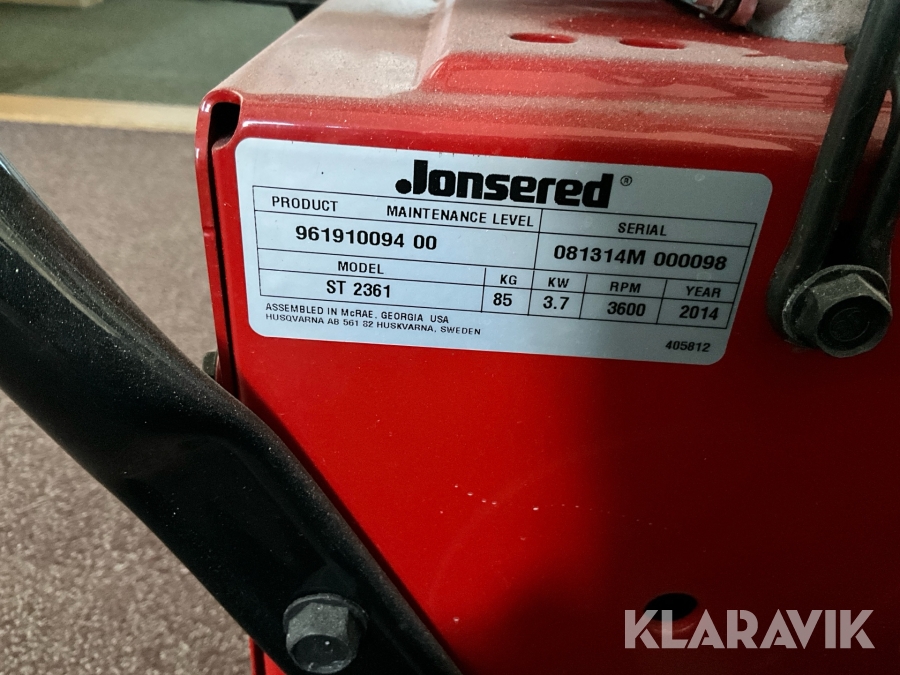 Jonsered ®
PRODUCT MAINTENANCE LEVEL SERIAL
961910094 00 081314M 000098
MODEL KG KW RPM YEAR
ST 2361 85 3.7 3600 2014
ASSEMBLED IN McRAE, GEORGIA USA
HUSQVARNA AB 561 82 HUSKVARNA, SWEDEN
405812
KLARAVIK